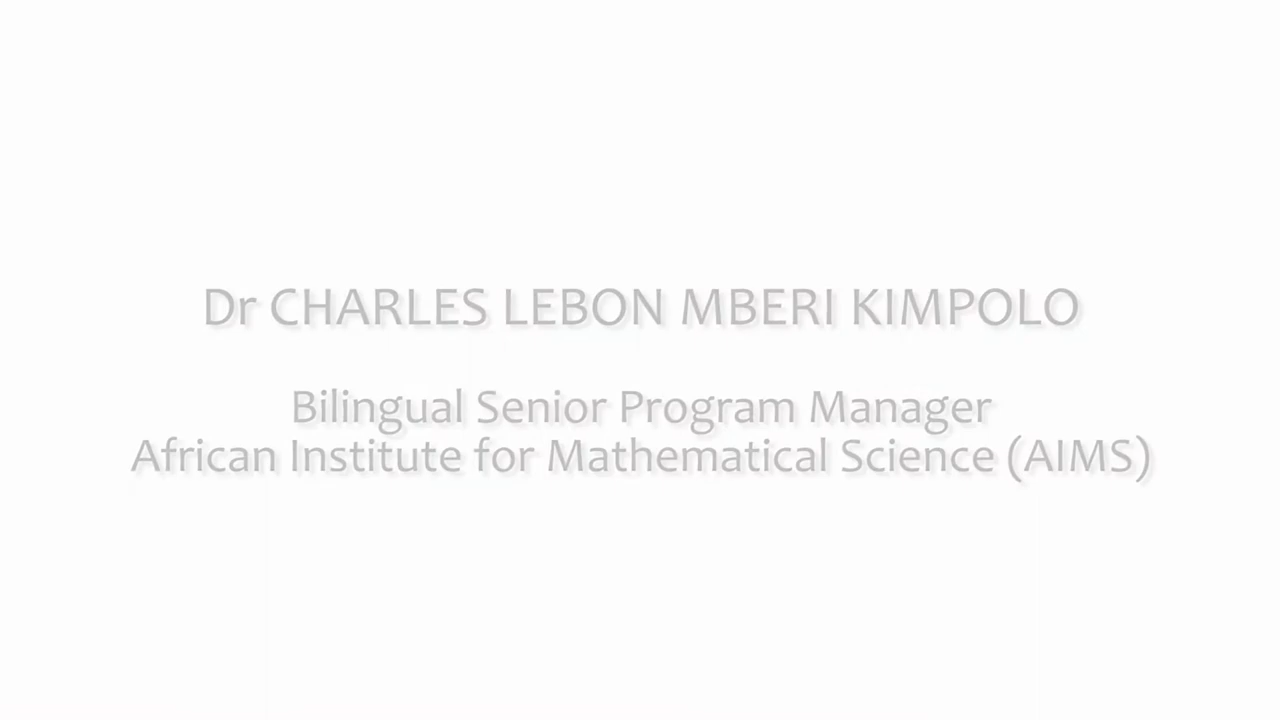 Dr CHARLES LEBON MBERI KIMPOLO
Bilingual Senior Program Manager
African Institute for Mathematical Science (AIMS)